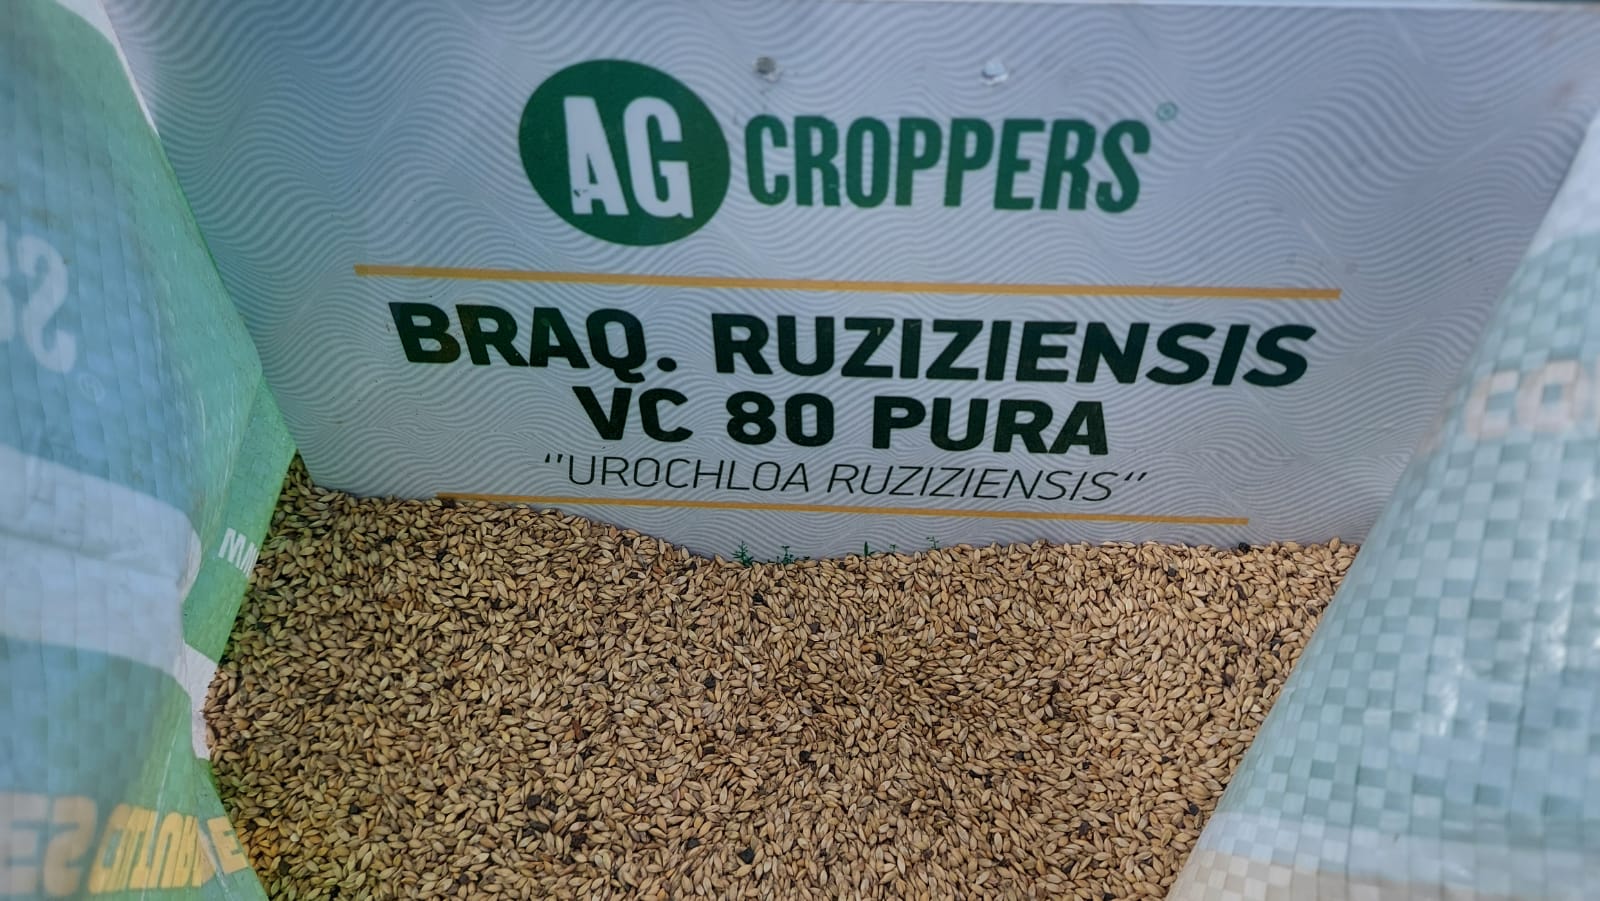 AG CROPPERS®
BRAQ. RUZIZIENSIS
VC 80 PURA
‘‘UROCHLOA RUZIZIENSIS’’